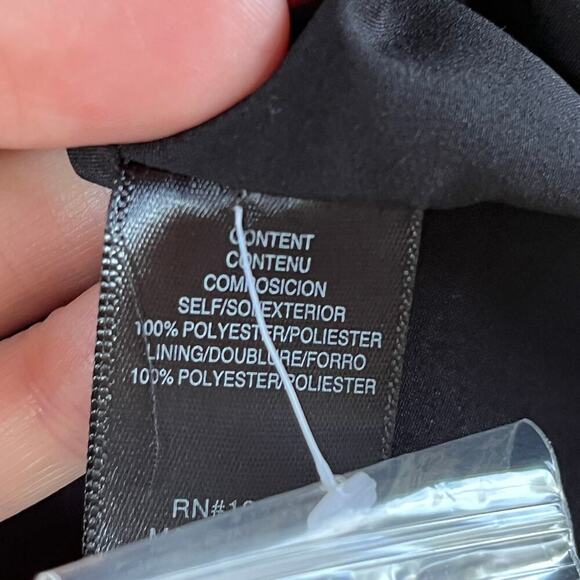 CONTENT
CONTENU
COMPOSICION
SELF/SOI/EXTERIOR
100% POLYESTER/POLIESTER
LINING/DOUBLURE/FORRO
100% POLYESTER/POLIESTER